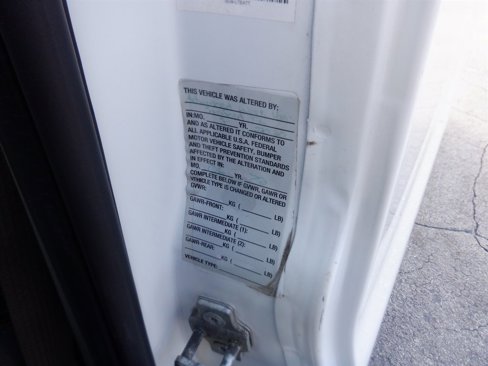 THIS VEHICLE WAS ALTERED BY:
IN:MO. YR.
AND AS ALTERED IT CONFORMS TO
ALL APPLICABLE U.S.A. FEDERAL
MOTOR VEHICLE SAFETY, BUMPER
AND THEFT PREVENTION STANDARDS
AFFECTED BY THE ALTERATION AND
IN EFFECT IN:
MO. YR.
COMPLETE BELOW IF GVWR, GAWR OR
VEHICLE TYPE IS CHANGED OR ALTERED
GVWR:
KG ( LB)
GAWR-FRONT:
KG ( LB)
GAWR INTERMEDIATE (1):
KG ( LB)
GAWR INTERMEDIATE (2):
KG ( LB)
GAWR-REAR:
KG ( LB)
VEHICLE TYPE: